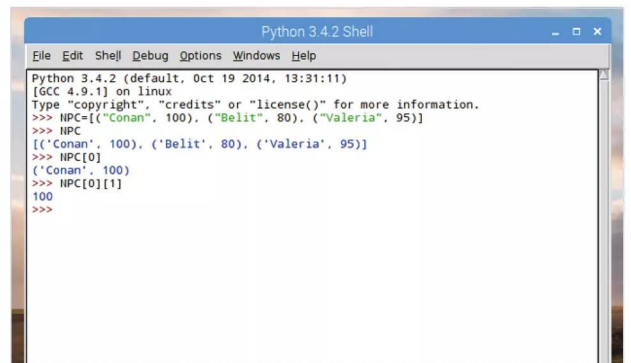 Python 3.4.2 Shell
File Edit Shell Debug Options Windows Help
Python 3.4.2 (default, Oct 19 2014, 13:31:11)
[GCC 4.9.1] on linux
Type "copyright", "credits" or "license()" for more information.
>>> NPC=[("Conan", 100), ("Belit", 80), ("Valeria", 95)]
>>> NPC
[('Conan', 100), ('Belit', 80), ('Valeria', 95)]
>>> NPC[0]
('Conan', 100)
>>> NPC[0][1]
100
>>>